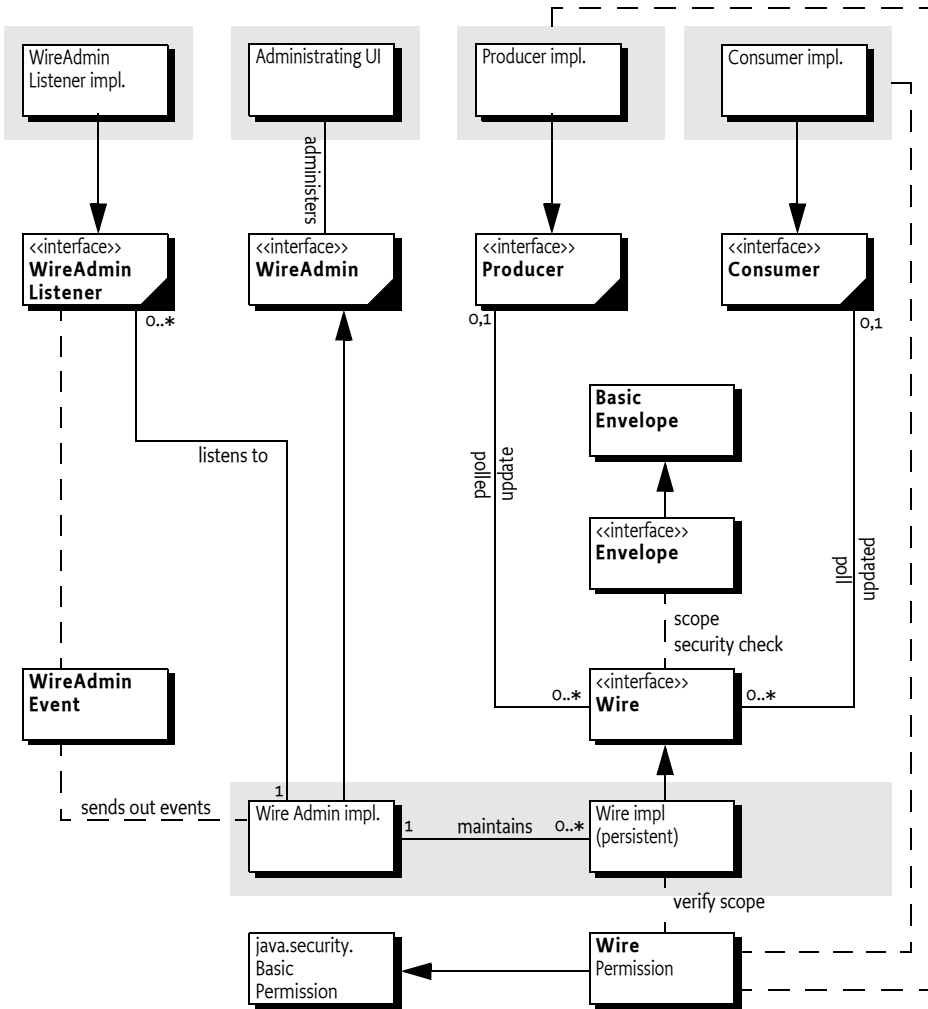 WireAdmin
Listener impl.
Administrating UI
Producer impl.
Consumer impl.
administers
<<interface>>
WireAdmin
Listener
<<interface>>
WireAdmin
<<interface>>
Producer
<<interface>>
Consumer
0..*
0,1
0,1
Basic
Envelope
listens to
polled
update
<<interface>>
Envelope
poll
updated
scope
security check
WireAdmin
Event
0..*
<<interface>>
Wire
0..*
sends out events
1
Wire Admin impl.
1
maintains
0..*
Wire impl
(persistent)
verify scope
java.security.
Basic
Permission
Wire
Permission